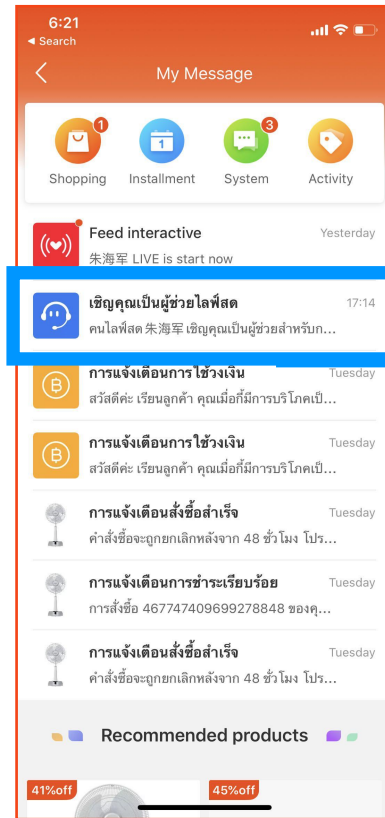 6:21
◀ Search
My Message
1
3
1
Shopping
Installment
System
Activity
Feed interactive
Yesterday
朱海军 LIVE is start now
เชิญคุณเป็นผู้ช่วยไลฟ์สด
17:14
คนไลฟ์สด 朱海军 เชิญคุณเป็นผู้ช่วยสำหรับก...
การแจ้งเตือนการใช้วงเงิน
Tuesday
สวัสดีค่ะ เรียนลูกค้า คุณเมื่อกี้มีการบริโภคเป็...
การแจ้งเตือนการใช้วงเงิน
Tuesday
สวัสดีค่ะ เรียนลูกค้า คุณเมื่อกี้มีการบริโภคเป็...
การแจ้งเตือนสั่งซื้อสำเร็จ
Tuesday
คำสั่งซื้อจะถูกยกเลิกหลังจาก 48 ชั่วโมง โปร...
การแจ้งเตือนการชำระเรียบร้อย
Tuesday
การสั่งซื้อ 467747409699278848 ของคุ...
การแจ้งเตือนสั่งซื้อสำเร็จ
Tuesday
คำสั่งซื้อจะถูกยกเลิกหลังจาก 48 ชั่วโมง โปร...
Recommended products
41%off
45%off